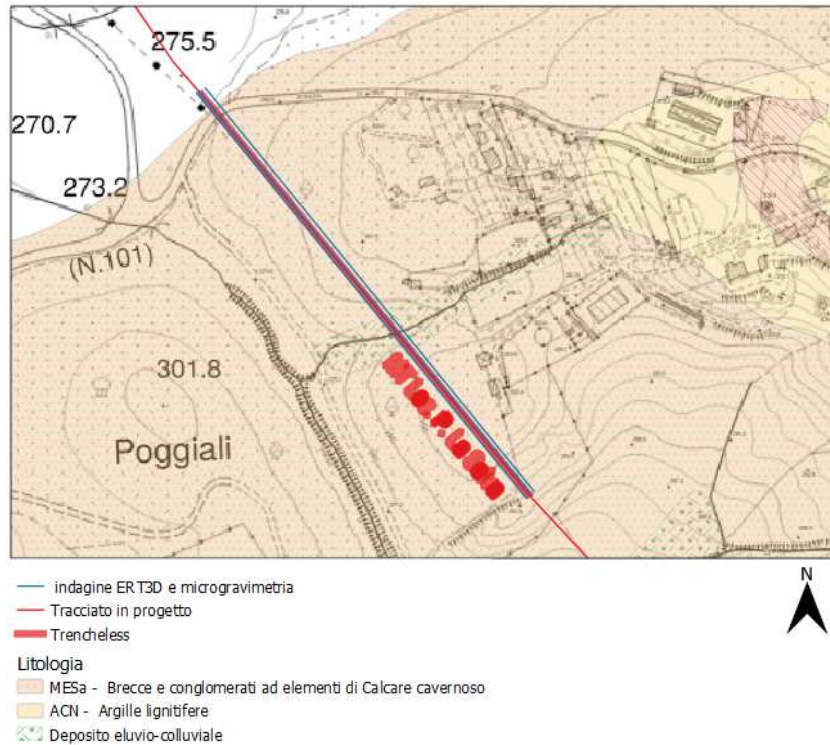 275.5
270.7
273.2
(N.101)
301.8
Poggiali
indagine ERT3D e microgravimetria
N
Tracciato in progetto
Trencheless
Litologia
MESa - Brecce e conglomerati ad elementi di Calcare cavernoso
ACN - Argille lignitifere
Deposito eluvio-colluviale